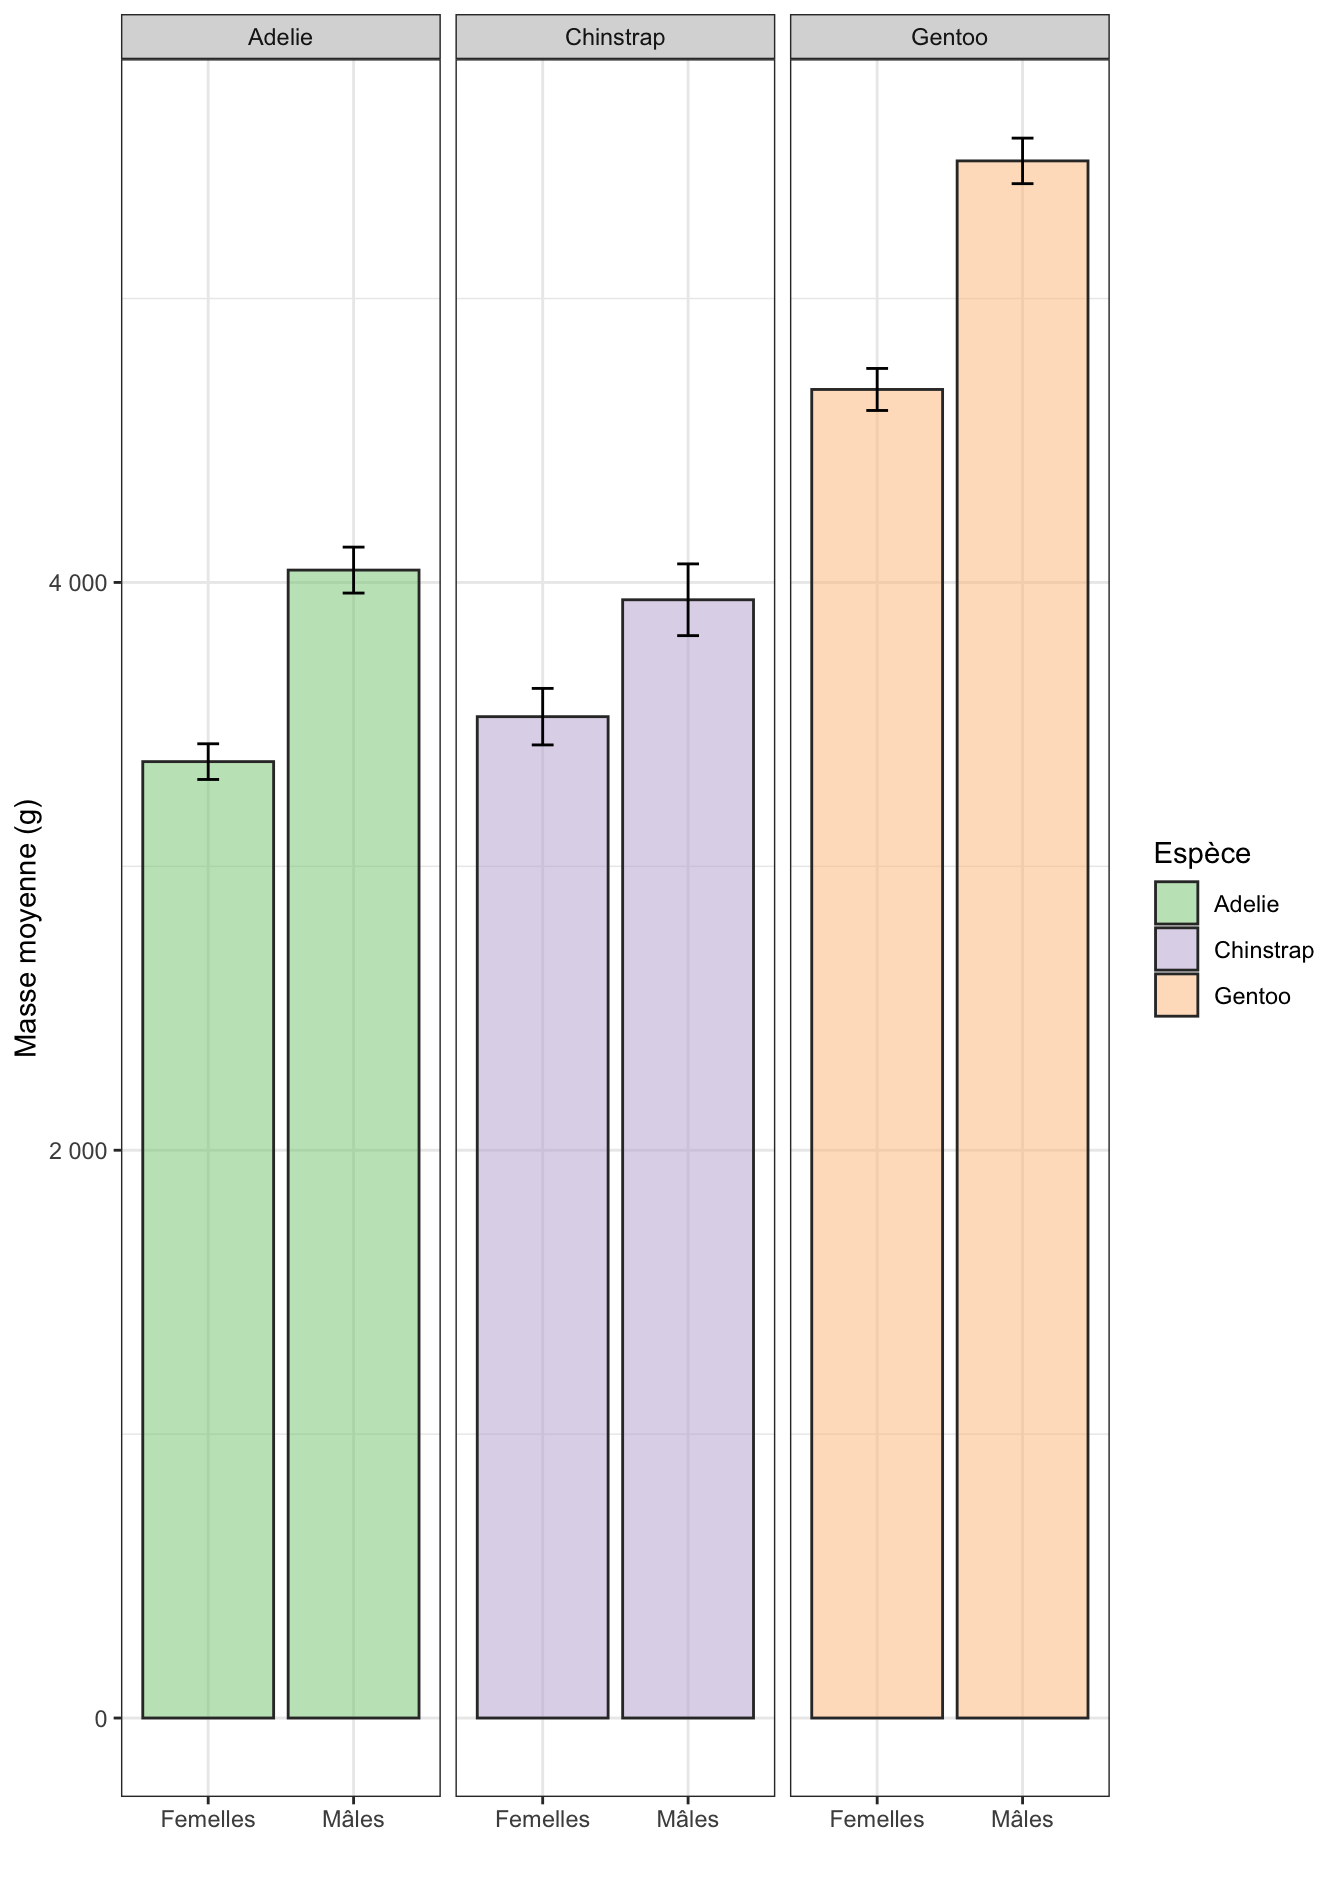 Adelie Chinstrap Gentoo
Masse moyenne (g)
4 000
2 000
0
Femelles Mâles Femelles Mâles Femelles Mâles
Espèce
Adelie
Chinstrap
Gentoo